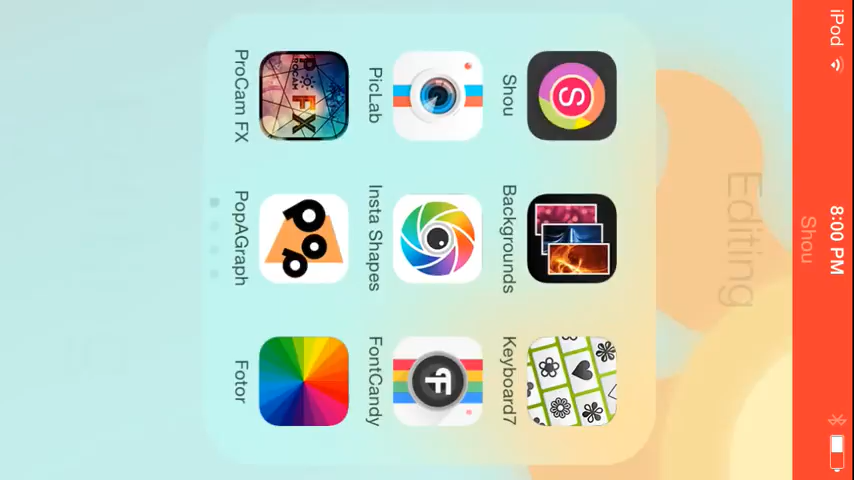 iPod 8:00 PM
Shou
Editing
Shou Backgrounds Keyboard7
PicLab Insta Shapes FontCandy
ProCam FX PopAGraph Fotor